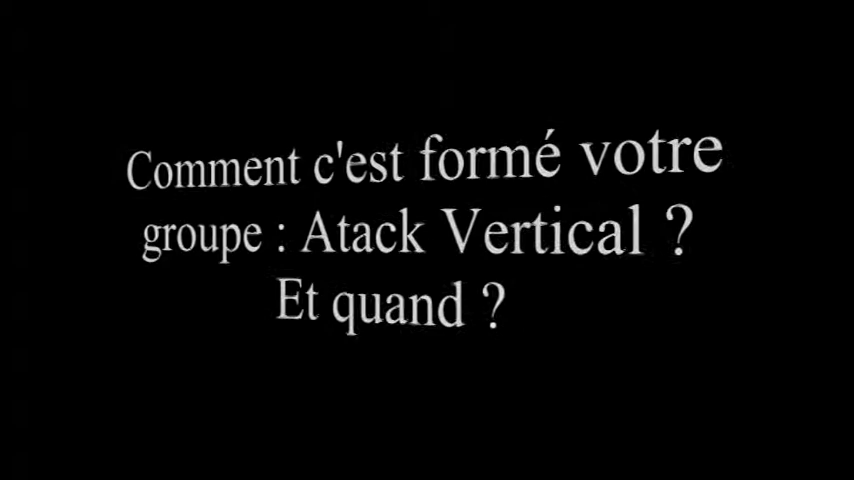 Comment c'est formé votre
groupe : Atack Vertical ?
Et quand ?